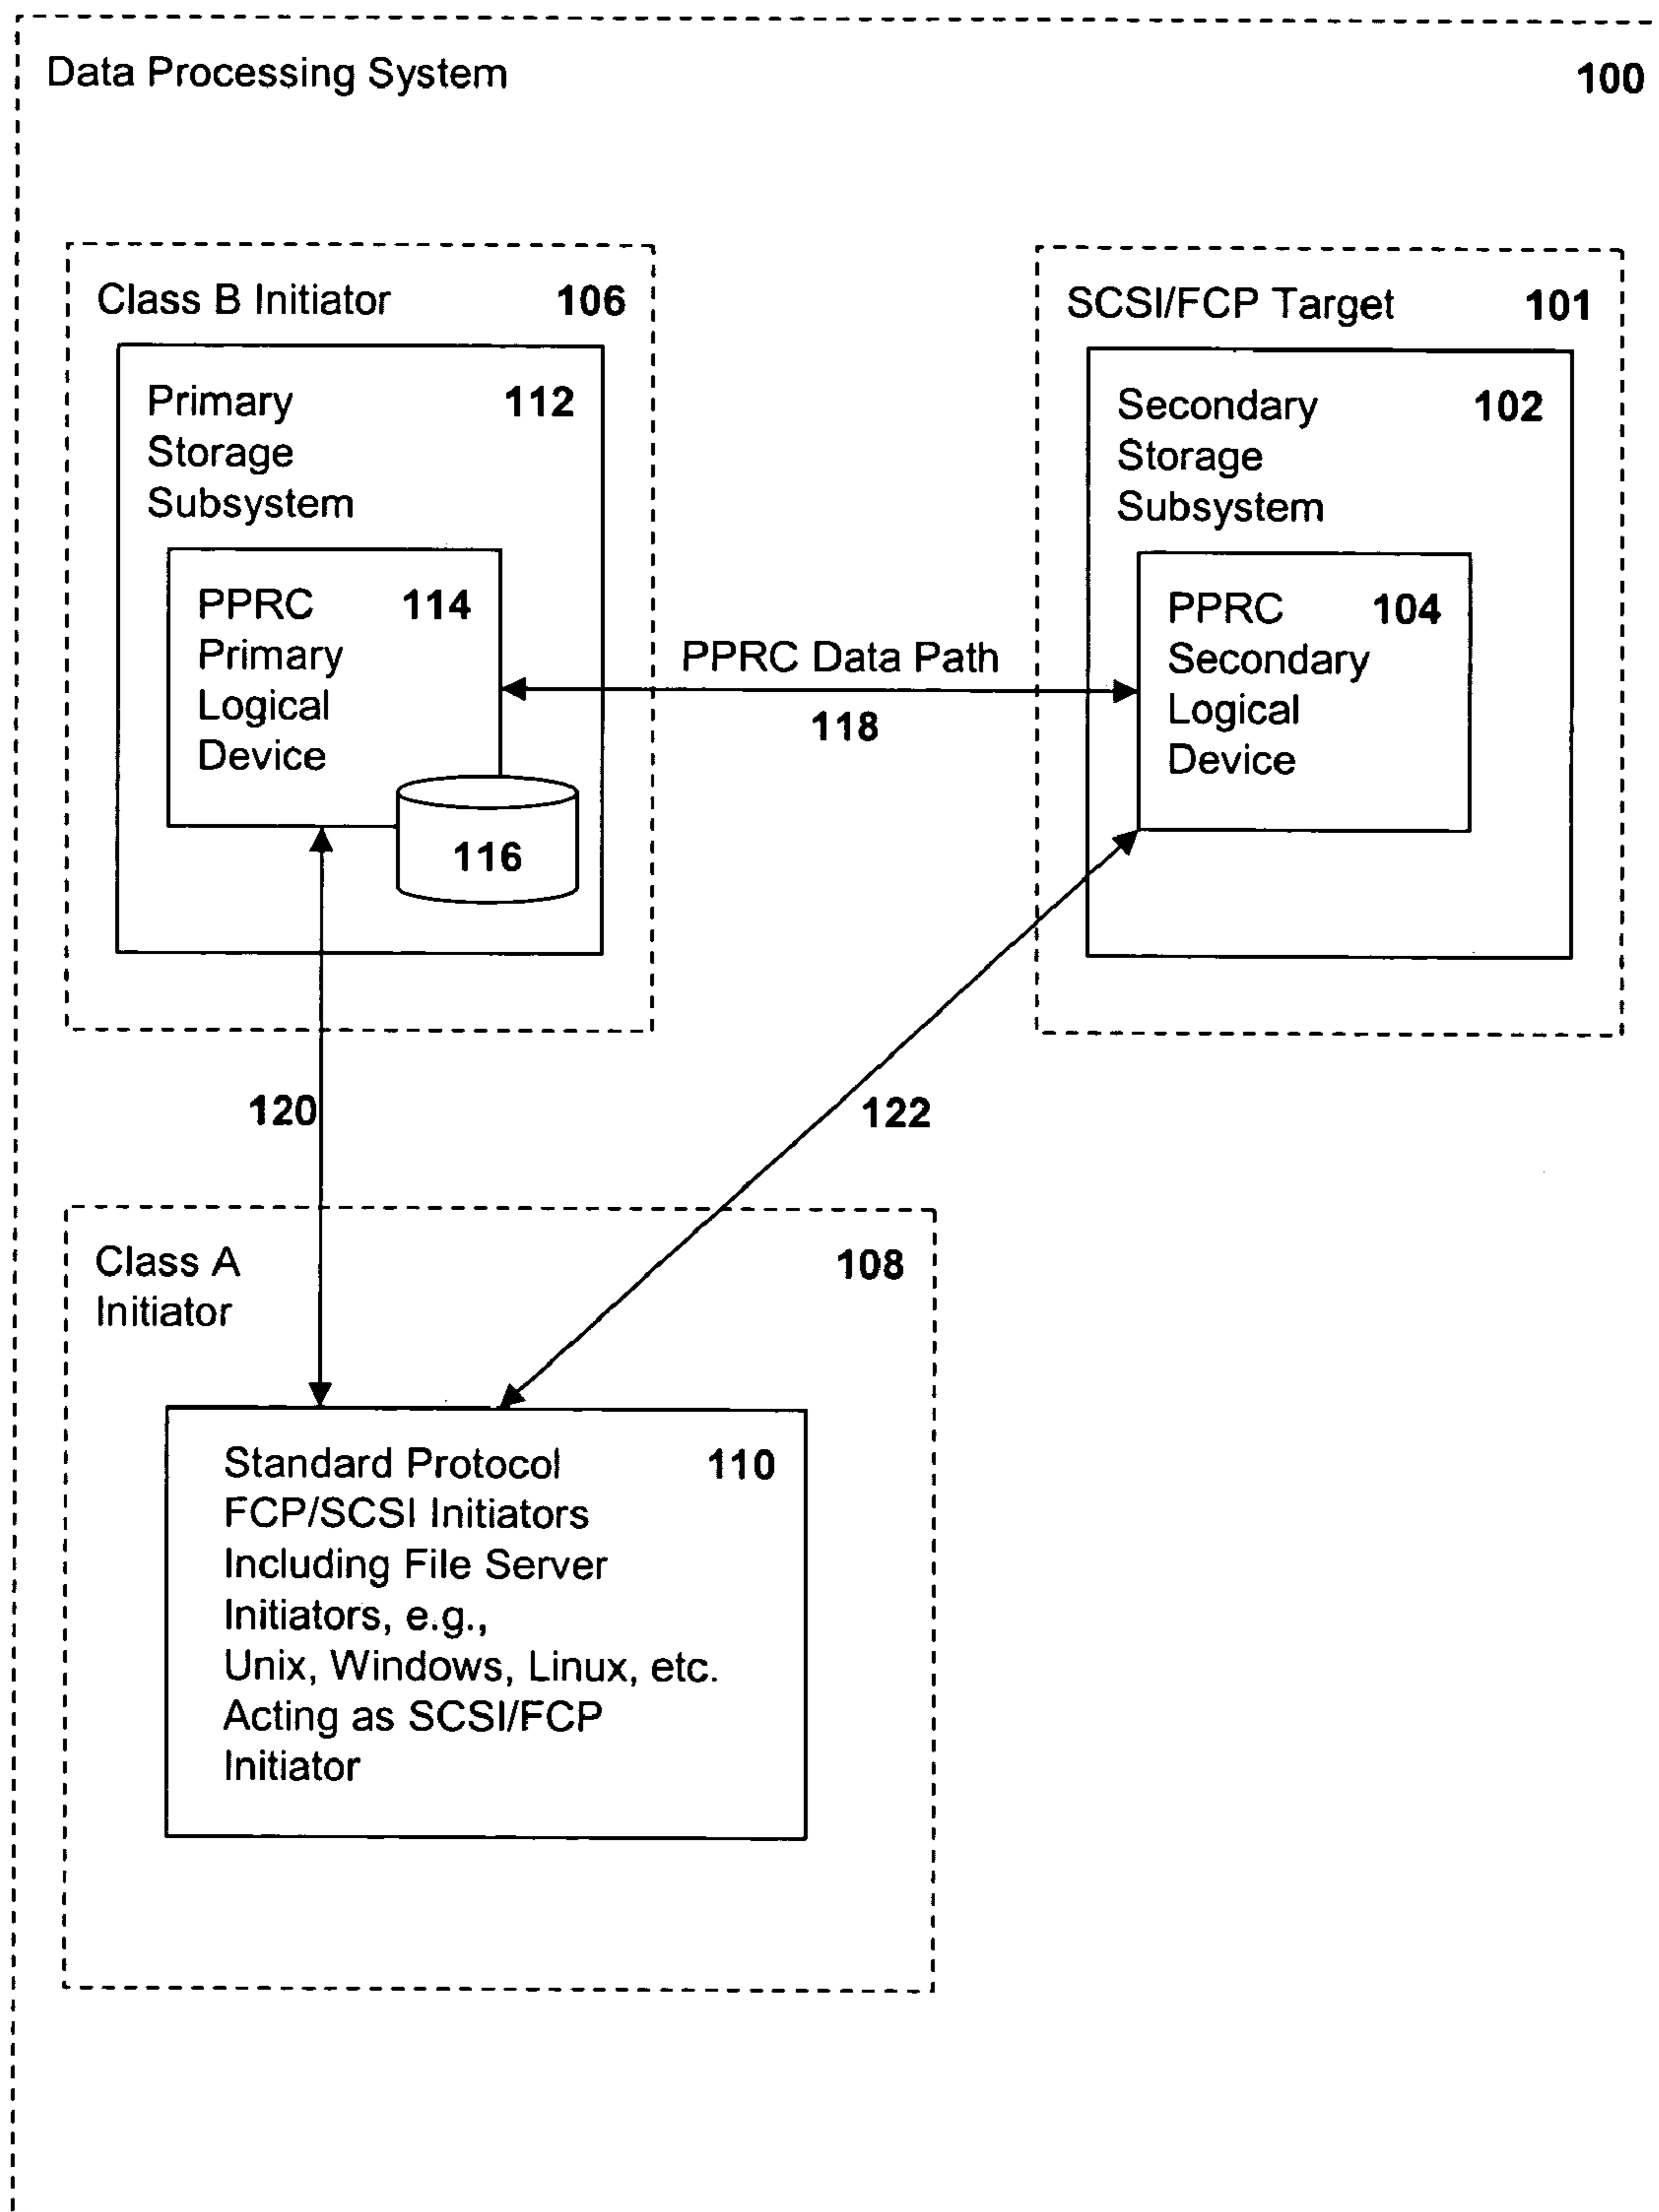 Data Processing System 100
Class B Initiator 106
Primary 112
Storage
Subsystem
PPRC 114
Primary
Logical
Device
116
PPRC Data Path
118
SCSI/FCP Target 101
Secondary 102
Storage
Subsystem
PPRC 104
Secondary
Logical
Device
120
122
Class A 108
Initiator
Standard Protocol 110
FCP/SCSI Initiators
Including File Server
Initiators, e.g.,
Unix, Windows, Linux, etc.
Acting as SCSI/FCP
Initiator